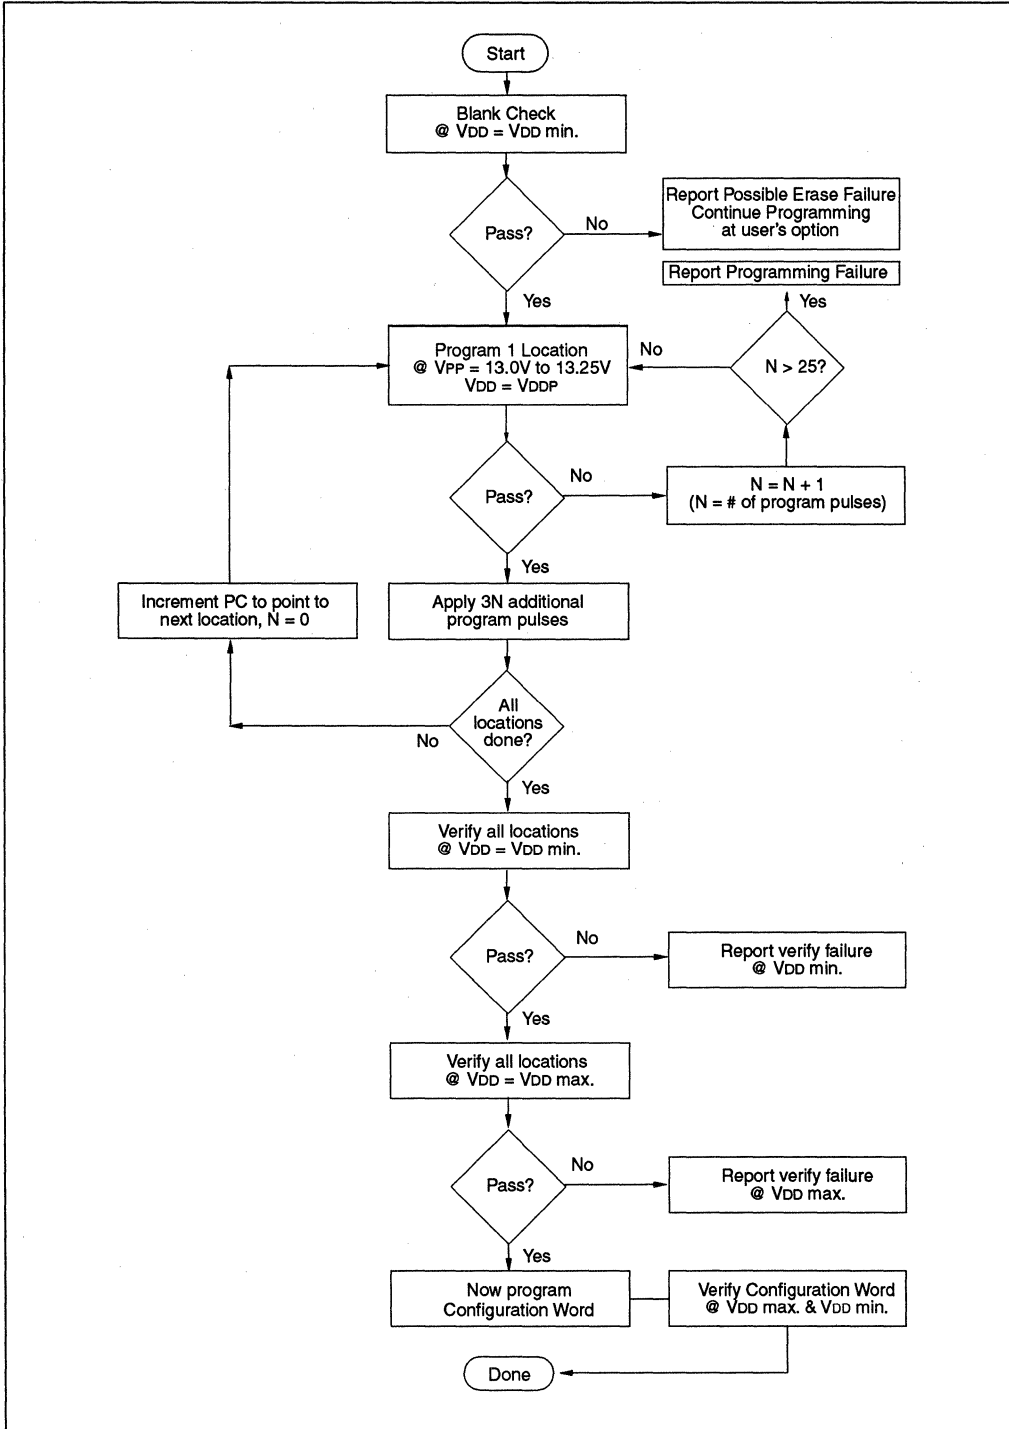 Start
Blank Check
@ VDD = VDD min.
Pass?
No
Report Possible Erase Failure
Continue Programming
at user's option
Yes
Report Programming Failure
Yes
N > 25?
No
Program 1 Location
@ VPP = 13.0V to 13.25V
VDD = VDDP
Pass?
No
N = N + 1
(N = # of program pulses)
Yes
Increment PC to point to
next location, N = 0
Apply 3N additional
program pulses
All
locations
done?
No
Yes
Verify all locations
@ VDD = VDD min.
Pass?
No
Report verify failure
@ VDD min.
Yes
Verify all locations
@ VDD = VDD max.
Pass?
No
Report verify failure
@ VDD max.
Yes
Now program
Configuration Word
Verify Configuration Word
@ VDD max. & VDD min.
Done